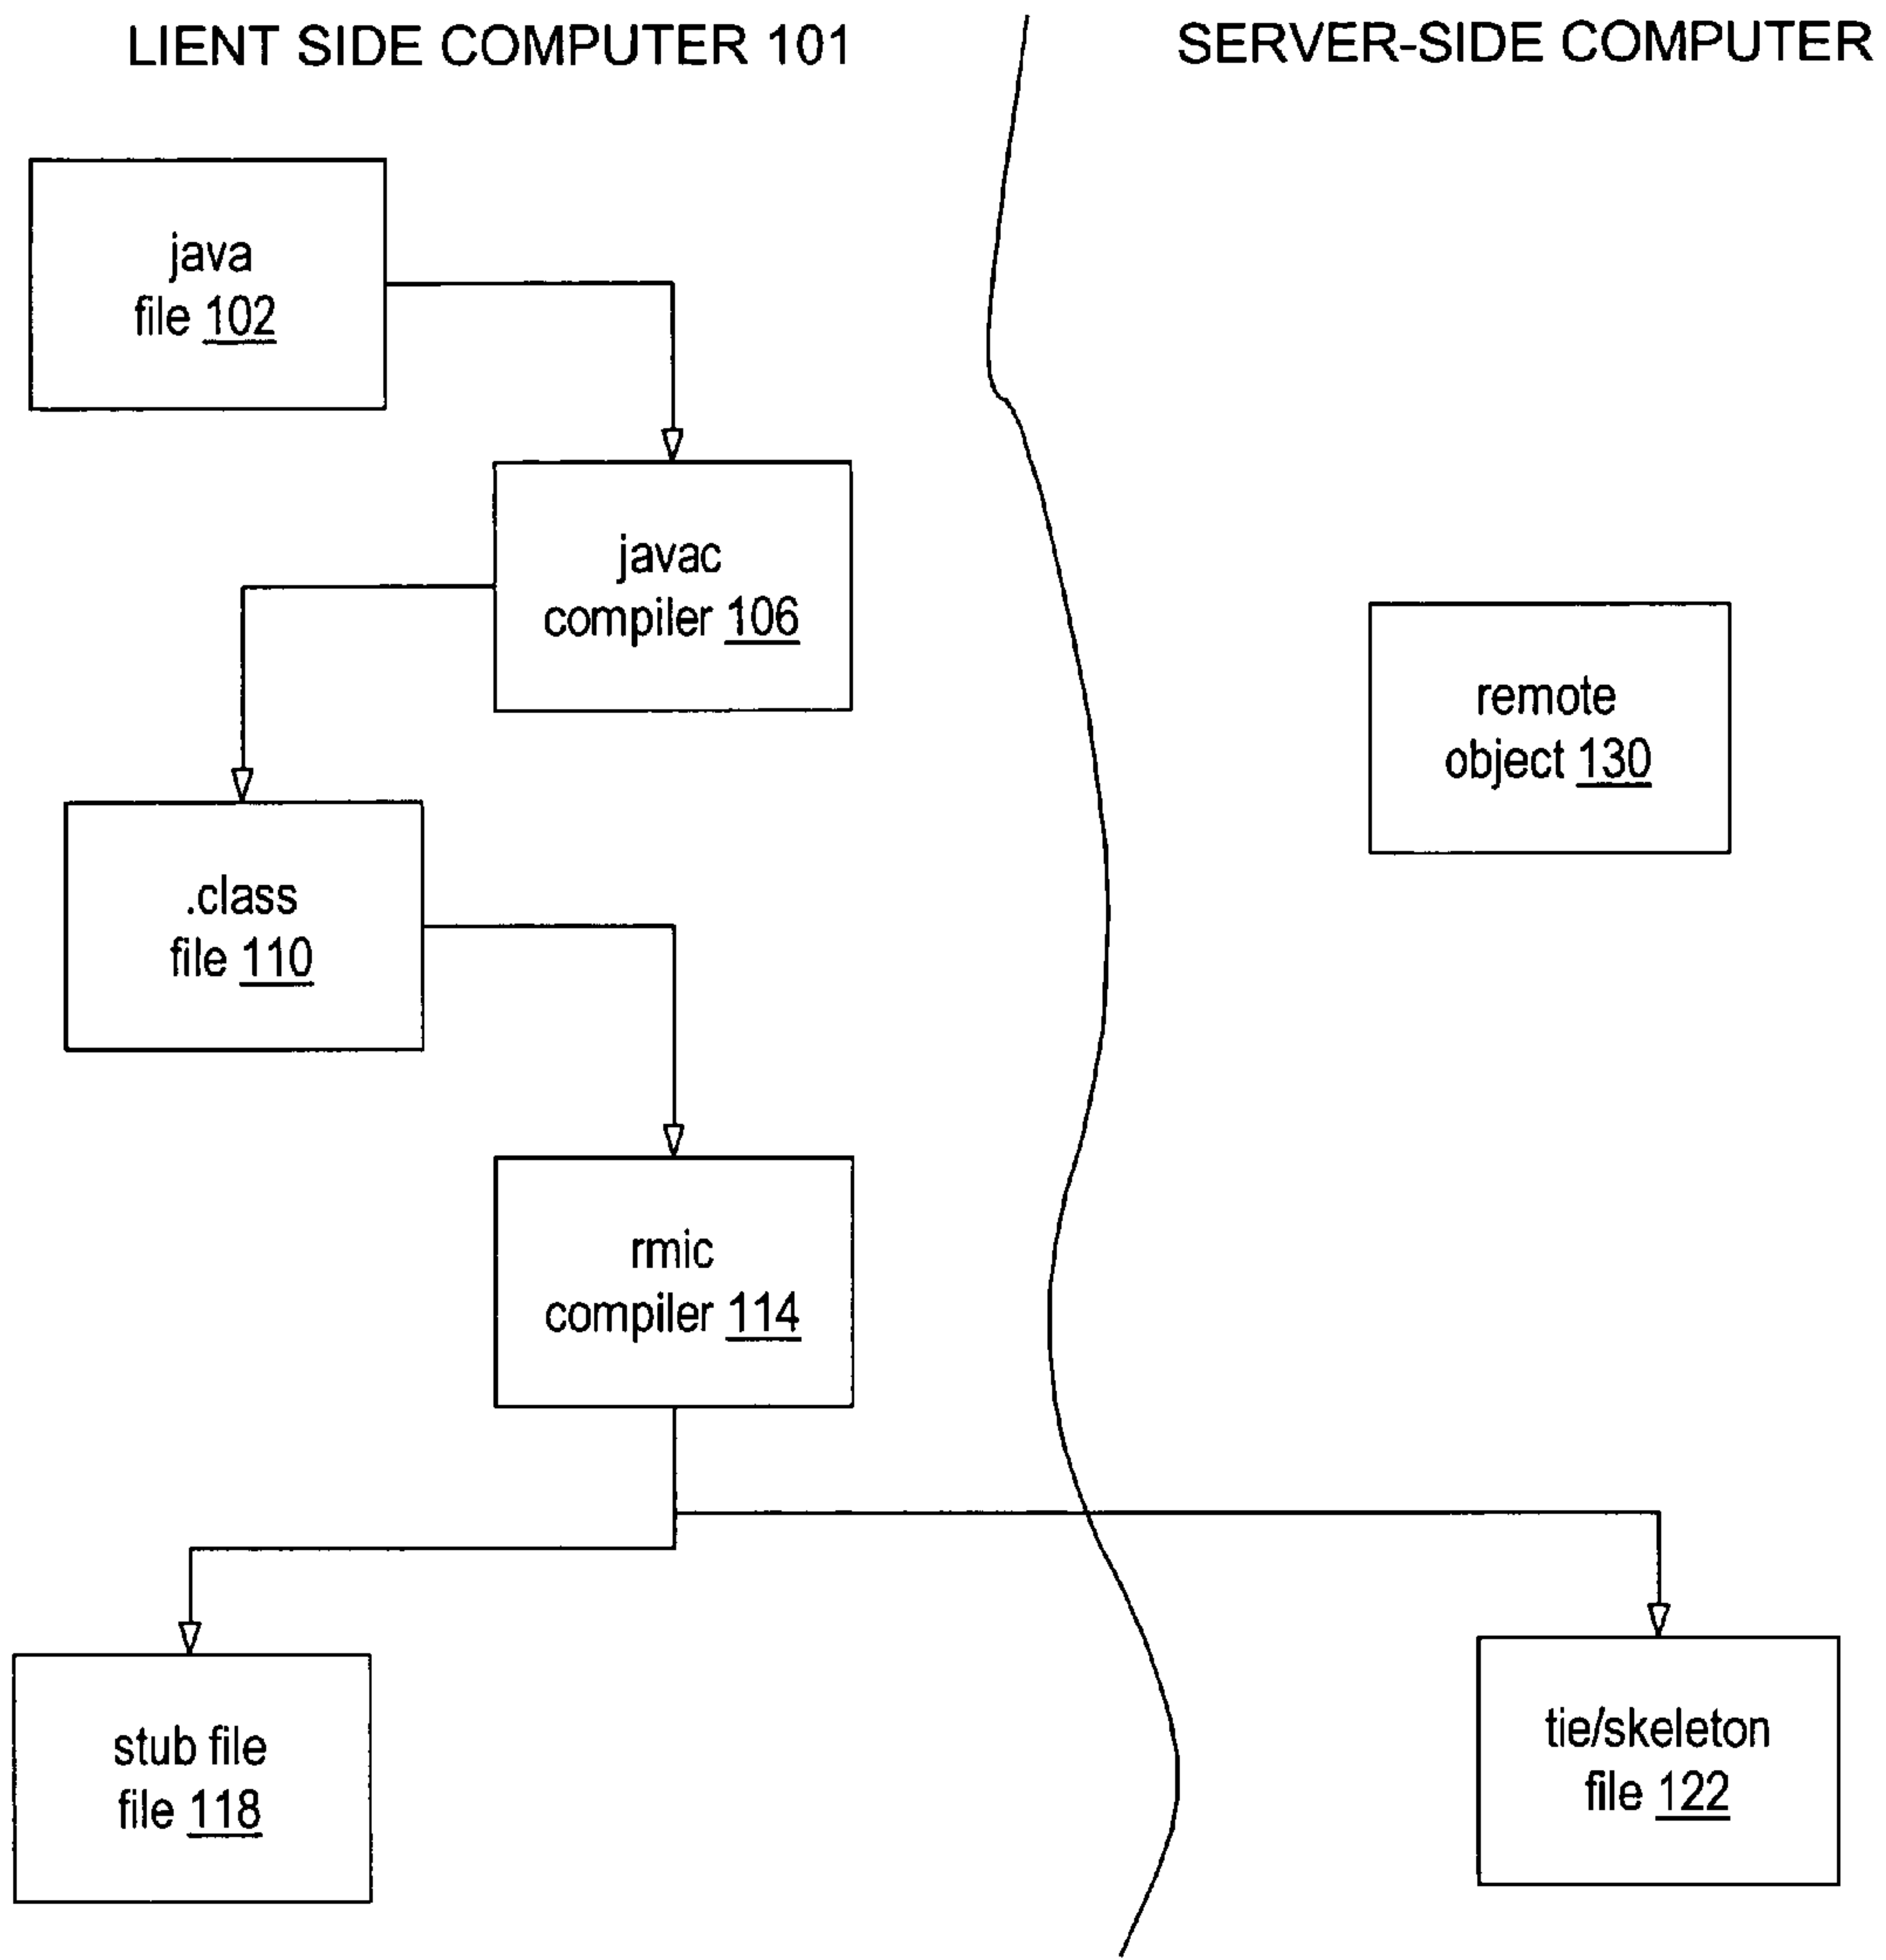 LIENT SIDE COMPUTER 101
SERVER-SIDE COMPUTER
java
file 102
javac
compiler 106
remote
object 130
.class
file 110
rmic
compiler 114
stub file
file 118
tie/skeleton
file 122